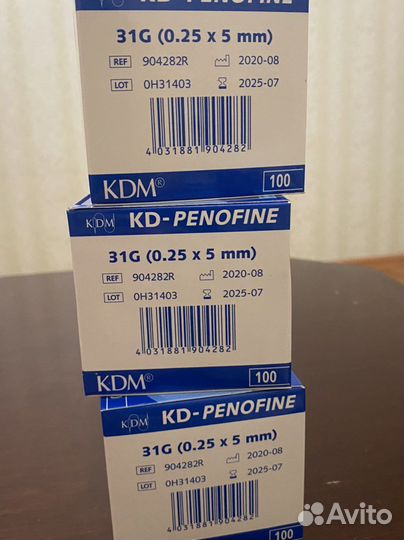 KD-PENOFINE
31G (0.25 x 5 mm)
REF 904282R 2020-08
LOT 0H31403 2025-07
4 031881 904282
KDM® 100
KDM KD-PENOFINE
31G (0.25 x 5 mm)
REF 904282R 2020-08
LOT 0H31403 2025-07
4 031881 904282
KDM® 100
KDM KD-PENOFINE
31G (0.25 x 5 mm)
REF 904282R 2020-08
LOT 0H31403 2025-07
4 031881 904282
100
Avito